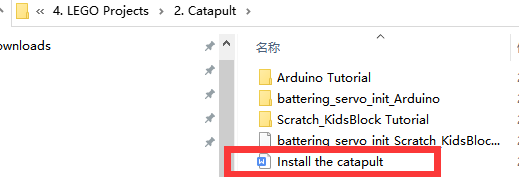 4. LEGO Projects > 2. Catapult
ownloads
名称
Arduino Tutorial
battering_servo_init_Arduino
Scratch_KidsBlock Tutorial
battering_servo_init_Scratch_KidsBloc...
Install the catapult